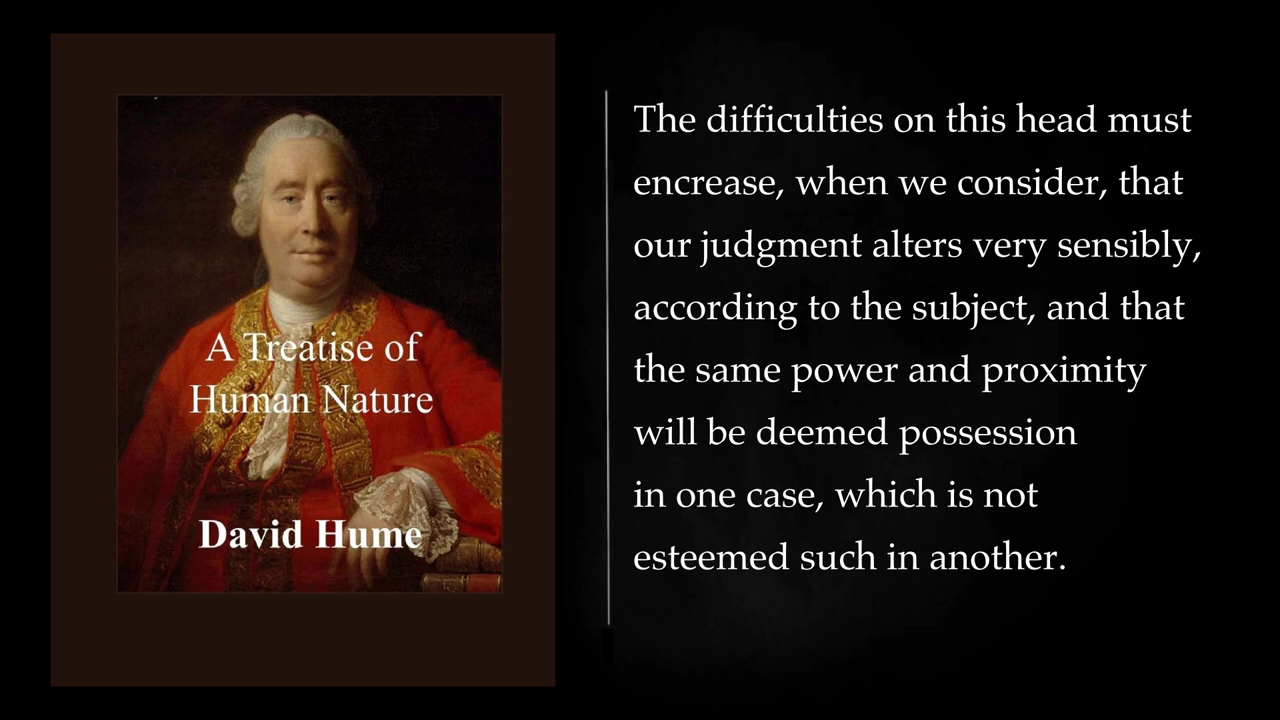 A Treatise of
Human Nature
David Hume
The difficulties on this head must
encrease, when we consider, that
our judgment alters very sensibly,
according to the subject, and that
the same power and proximity
will be deemed possession
in one case, which is not
esteemed such in another.